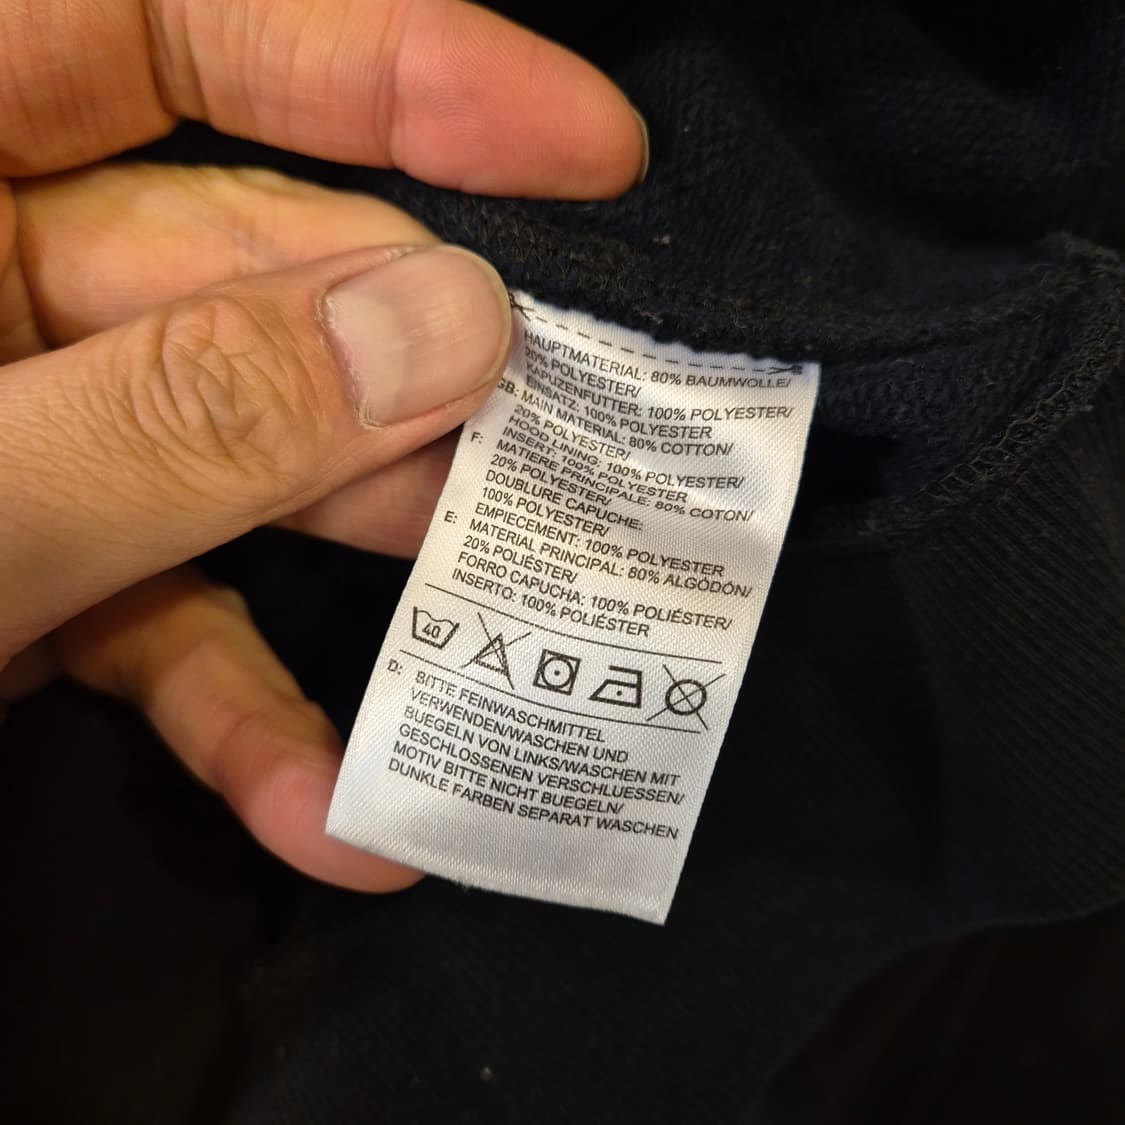 HAUPTMATERIAL: 80% BAUMWOLLE/
20% POLYESTER/
KAPUZENFUTTER: 100% POLYESTER/
EINSATZ: 100% POLYESTER
GB: MAIN MATERIAL: 80% COTTON/
20% POLYESTER/
HOOD LINING: 100% POLYESTER/
INSERT: 100% POLYESTER
F: MATIERE PRINCIPALE: 80% COTON/
20% POLYESTER/
DOUBLURE CAPUCHE:
100% POLYESTER/
EMPIECEMENT: 100% POLYESTER
E: MATERIAL PRINCIPAL: 80% ALGÓDÓN/
20% POLIÉSTER/
FORRO CAPUCHA: 100% POLIÉSTER/
INSERTO: 100% POLIÉSTER
40
D: BITTE FEINWASCHMITTEL
VERWENDEN/WASCHEN UND
BUEGELN VON LINKS/WASCHEN MIT
GESCHLOSSENEN VERSCHLUESSEN/
MOTIV BITTE NICHT BUEGELN/
DUNKLE FARBEN SEPARAT WASCHEN